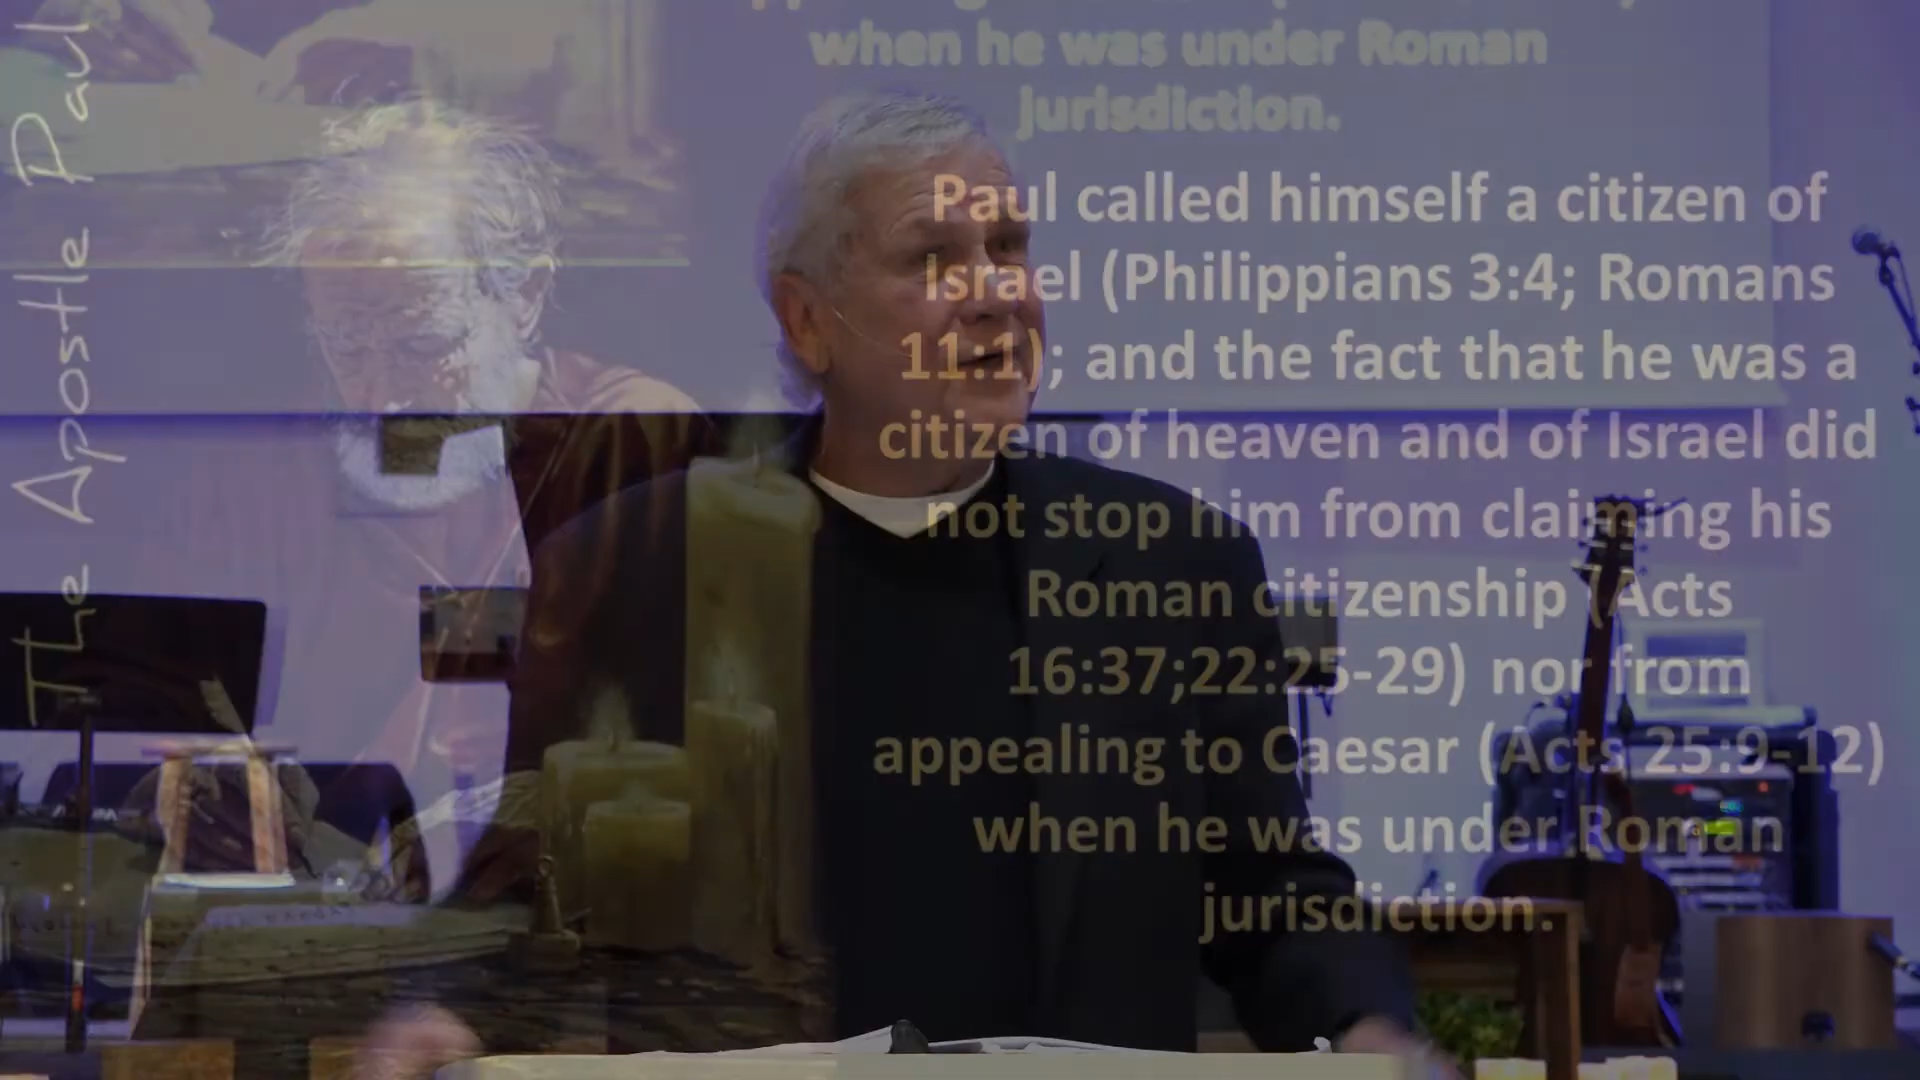 The Apostle Paul
when he was under Roman
jurisdiction.
Paul called himself a citizen of
Israel (Philippians 3:4; Romans
11:1); and the fact that he was a
citizen of heaven and of Israel did
not stop him from claiming his
Roman citizenship (Acts
16:37;22:25-29) nor from
appealing to Caesar (Acts 25:9-12)
when he was under Roman
jurisdiction.